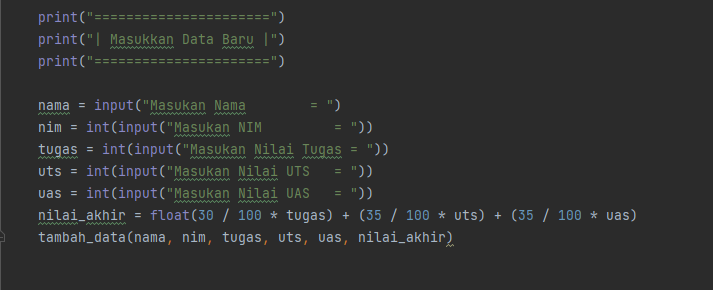 print("======================")
print("| Masukkan Data Baru |")
print("======================")
nama = input("Masukan Nama        = ")
nim = int(input("Masukan NIM         = "))
tugas = int(input("Masukan Nilai Tugas = "))
uts = int(input("Masukan Nilai UTS   = "))
uas = int(input("Masukan Nilai UAS   = "))
nilai_akhir = float(30 / 100 * tugas) + (35 / 100 * uts) + (35 / 100 * uas)
tambah_data(nama, nim, tugas, uts, uas, nilai_akhir)